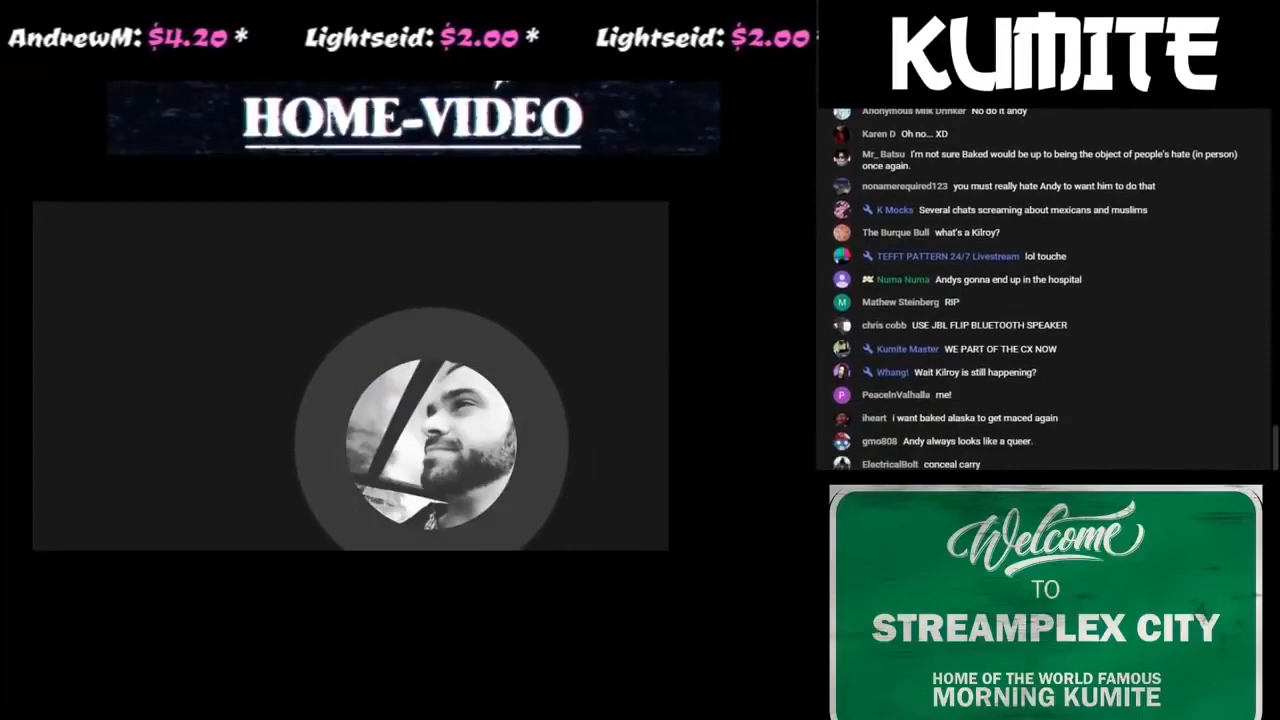 AndrewM: $4.20 *
Lightseid: $2.00 *
Lightseid: $2.00
HOME-VIDEO
KUMITE
Anonymous Milk Drinker No do it andy
Karen D Oh no... XD
Mr_Batsu I'm not sure Baked would be up to being the object of people's hate (in person)
once again.
nonamerequired123 you must really hate Andy to want him to do that
K Mocks Several chats screaming about mexicans and muslims
The Burque Bull what's a Kilroy?
TEFFT PATTERN 24/7 Livestream lol touche
Numa Numa Andys gonna end up in the hospital
M Mathew Steinberg RIP
chris cobb USE JBL FLIP BLUETOOTH SPEAKER
Kumite Master WE PART OF THE CX NOW
Whang! Wait Kilroy is still happening?
P PeaceInValhalla me!
iheart i want baked alaska to get maced again
gmo808 Andy always looks like a queer.
ElectricalBolt conceal carry
Welcome
TO
STREAMPLEX CITY
HOME OF THE WORLD FAMOUS
MORNING KUMITE